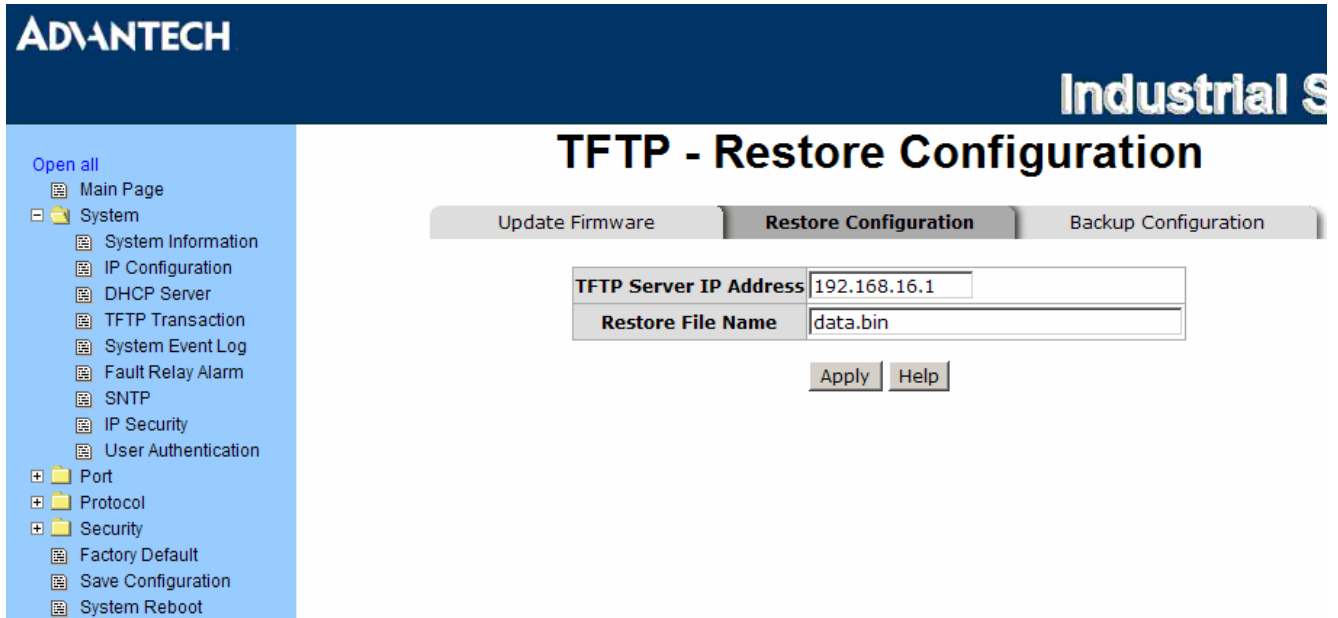 ADVANTECH
Industrial S
Open all
Main Page
System
System Information
IP Configuration
DHCP Server
TFTP Transaction
System Event Log
Fault Relay Alarm
SNTP
IP Security
User Authentication
Port
Protocol
Security
Factory Default
Save Configuration
System Reboot
TFTP - Restore Configuration
Update Firmware Restore Configuration Backup Configuration
TFTP Server IP Address 192.168.16.1
Restore File Name data.bin
Apply Help